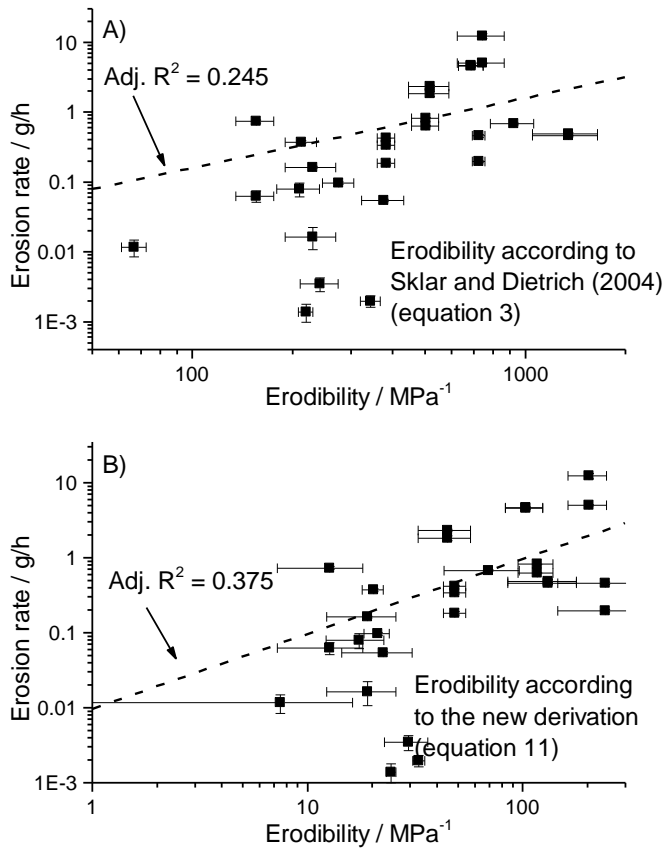 A)
Adj. R² = 0.245
10
1
0.1
0.01
1E-3
Erosion rate / g/h
Erodibility according to
Sklar and Dietrich (2004)
(equation 3)
100
1000
Erodibility / MPa⁻¹
B)
Adj. R² = 0.375
10
1
0.1
0.01
1E-3
Erosion rate / g/h
Erodibility according
to the new derivation
(equation 11)
1
10
100
Erodibility / MPa⁻¹